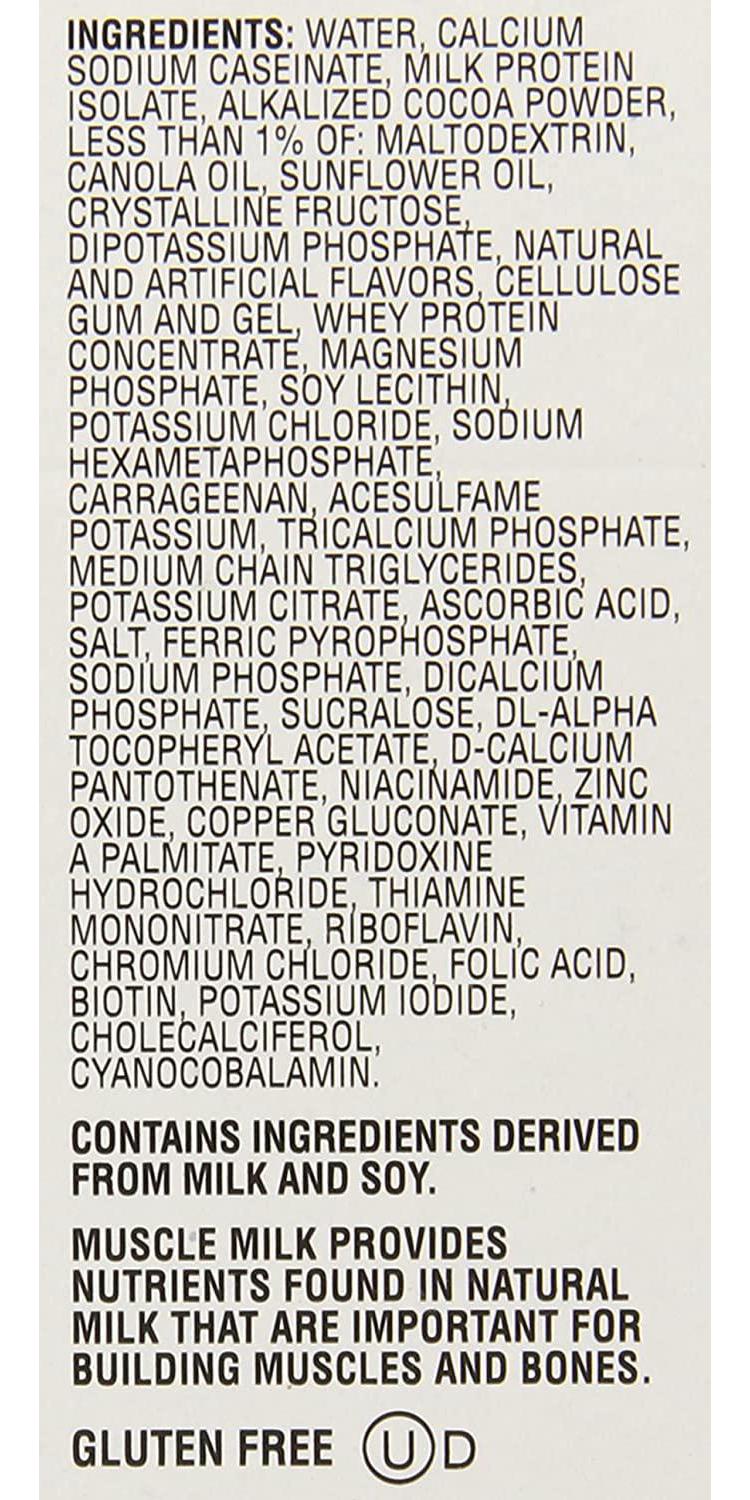 INGREDIENTS: WATER, CALCIUM
SODIUM CASEINATE, MILK PROTEIN
ISOLATE, ALKALIZED COCOA POWDER,
LESS THAN 1% OF: MALTODEXTRIN,
CANOLA OIL, SUNFLOWER OIL,
CRYSTALLINE FRUCTOSE,
DIPOTASSIUM PHOSPHATE, NATURAL
AND ARTIFICIAL FLAVORS, CELLULOSE
GUM AND GEL, WHEY PROTEIN
CONCENTRATE, MAGNESIUM
PHOSPHATE, SOY LECITHIN,
POTASSIUM CHLORIDE, SODIUM
HEXAMETAPHOSPHATE,
CARRAGEENAN, ACESULFAME
POTASSIUM, TRICALCIUM PHOSPHATE,
MEDIUM CHAIN TRIGLYCERIDES,
POTASSIUM CITRATE, ASCORBIC ACID,
SALT, FERRIC PYROPHOSPHATE,
SODIUM PHOSPHATE, DICALCIUM
PHOSPHATE, SUCRALOSE, DL-ALPHA
TOCOPHERYL ACETATE, D-CALCIUM
PANTOTHENATE, NIACINAMIDE, ZINC
OXIDE, COPPER GLUCONATE, VITAMIN
A PALMITATE, PYRIDOXINE
HYDROCHLORIDE, THIAMINE
MONONITRATE, RIBOFLAVIN,
CHROMIUM CHLORIDE, FOLIC ACID,
BIOTIN, POTASSIUM IODIDE,
CHOLECALCIFEROL,
CYANOCOBALAMIN.
CONTAINS INGREDIENTS DERIVED
FROM MILK AND SOY.
MUSCLE MILK PROVIDES
NUTRIENTS FOUND IN NATURAL
MILK THAT ARE IMPORTANT FOR
BUILDING MUSCLES AND BONES.
GLUTEN FREE U D